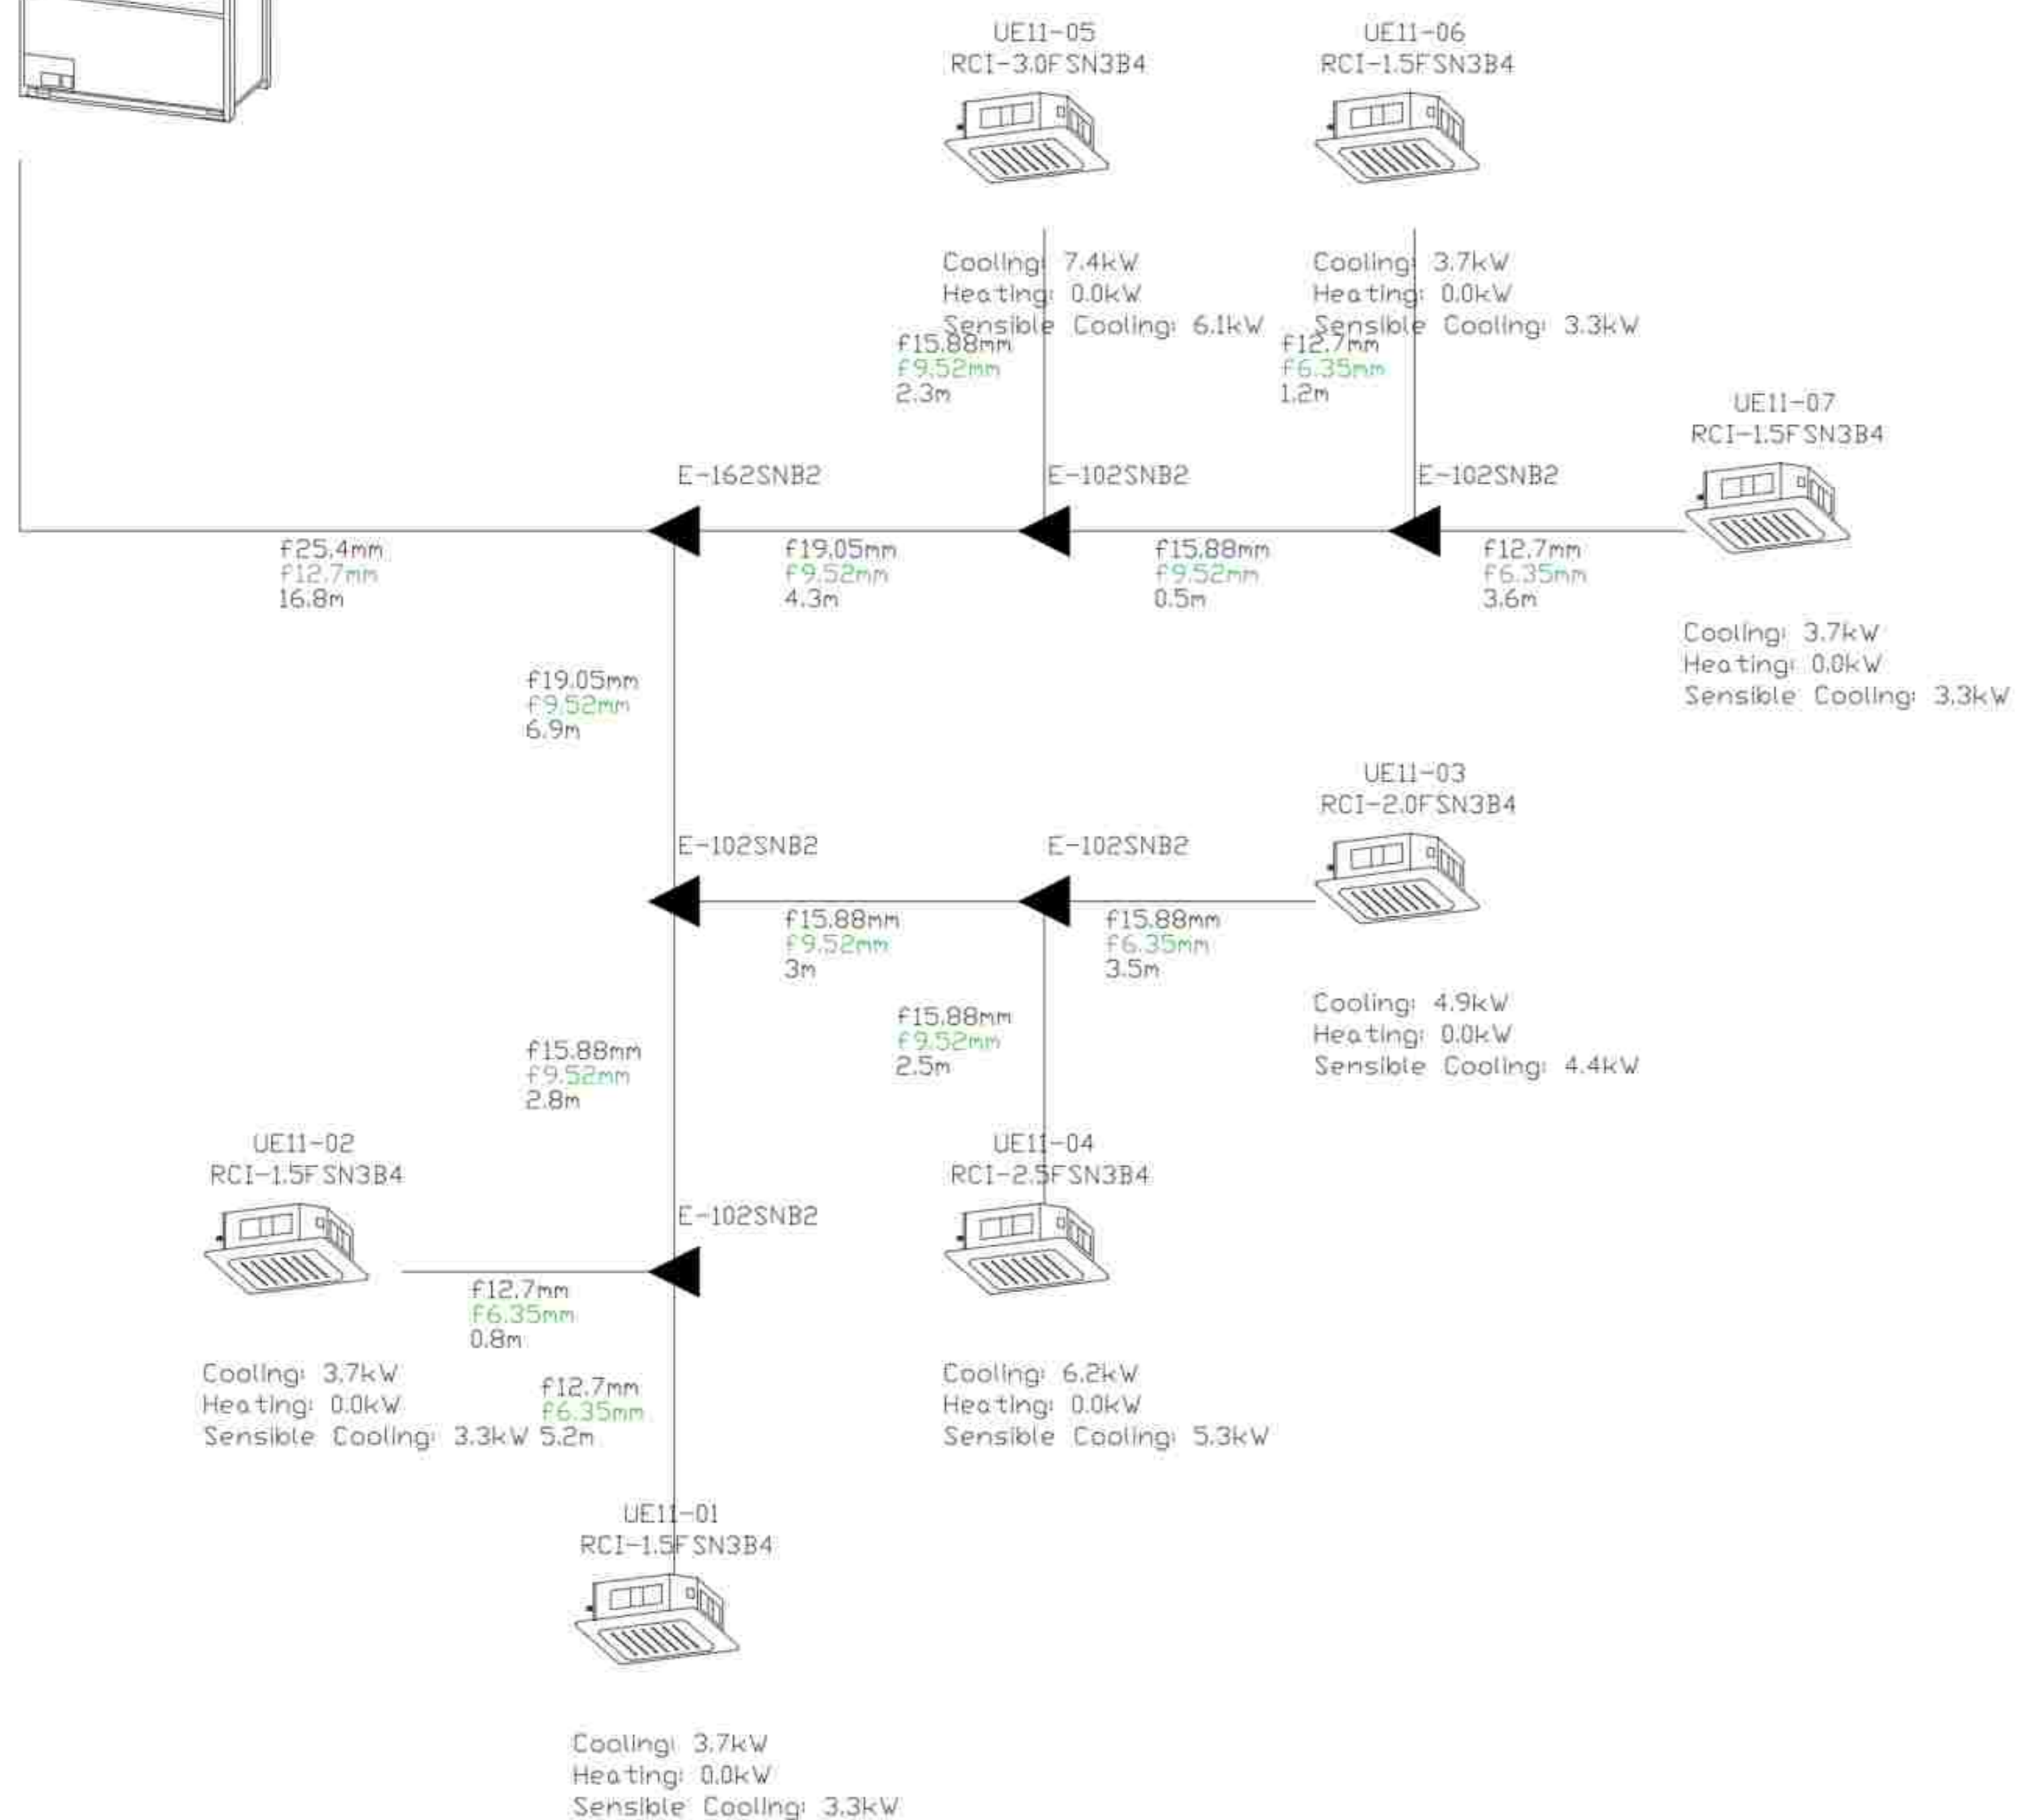 UE11-05
RCI-3.0FSN3B4
UE11-06
RCI-1.5FSN3B4
Cooling: 7.4kW
Heating: 0.0kW
Sensible Cooling: 6.1kW
f15.88mm
f9.52mm
2.3m
Cooling: 3.7kW
Heating: 0.0kW
Sensible Cooling: 3.3kW
f12.7mm
f6.35mm
1.2m
UE11-07
RCI-1.5FSN3B4
E-162SNB2
E-102SNB2
E-102SNB2
f25.4mm
f12.7mm
16.8m
f19.05mm
f9.52mm
4.3m
f15.88mm
f9.52mm
0.5m
f12.7mm
f6.35mm
3.6m
Cooling: 3.7kW
Heating: 0.0kW
Sensible Cooling: 3.3kW
f19.05mm
f9.52mm
6.9m
UE11-03
RCI-2.0FSN3B4
E-102SNB2
E-102SNB2
f15.88mm
f9.52mm
3m
f15.88mm
f6.35mm
3.5m
Cooling: 4.9kW
Heating: 0.0kW
Sensible Cooling: 4.4kW
f15.88mm
f9.52mm
2.5m
f15.88mm
f9.52mm
2.8m
UE11-02
RCI-1.5FSN3B4
UE11-04
RCI-2.5FSN3B4
E-102SNB2
f12.7mm
f6.35mm
0.8m
Cooling: 3.7kW
Heating: 0.0kW
Sensible Cooling: 3.3kW
f12.7mm
f6.35mm
5.2m
Cooling: 6.2kW
Heating: 0.0kW
Sensible Cooling: 5.3kW
UE11-01
RCI-1.5FSN3B4
Cooling: 3.7kW
Heating: 0.0kW
Sensible Cooling: 3.3kW